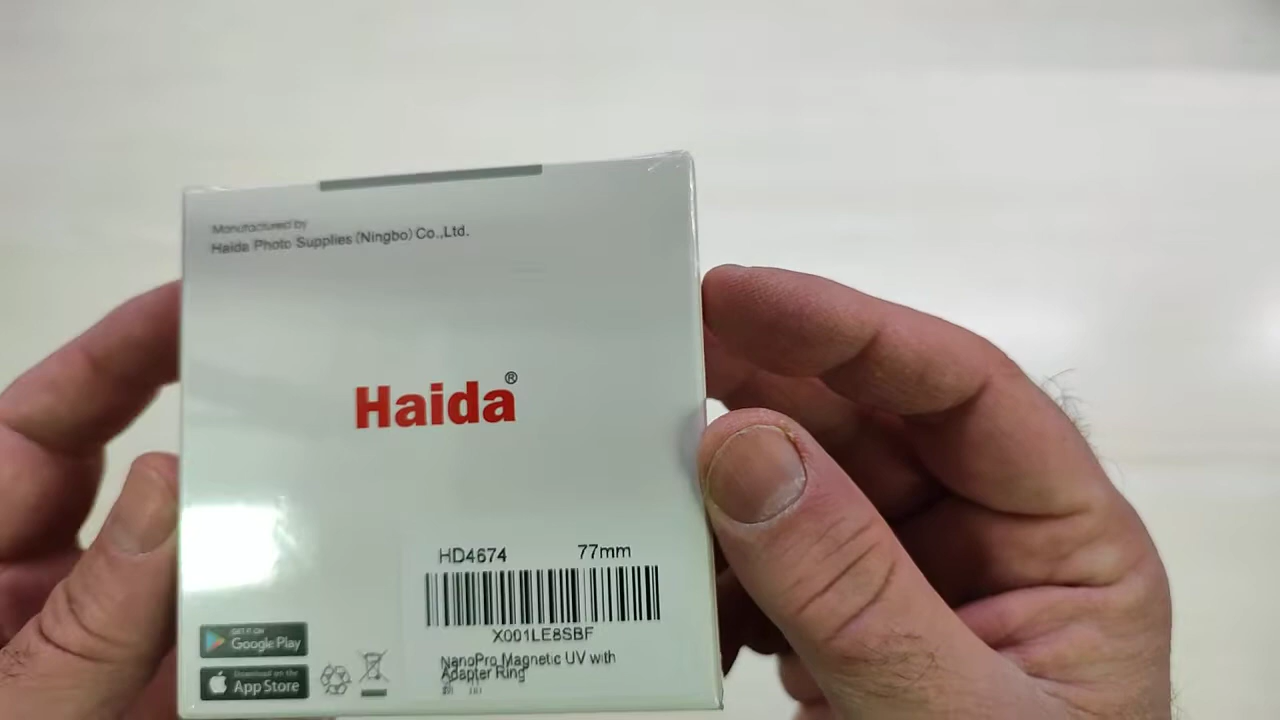 Manufactured by
Haida Photo Supplies (Ningbo) Co.,Ltd.
Haida®
HD4674 77mm
X001LE8SBF
NanoPro Magnetic UV with
Adapter Ring
GET IT ON
Google Play
Download on the
App Store